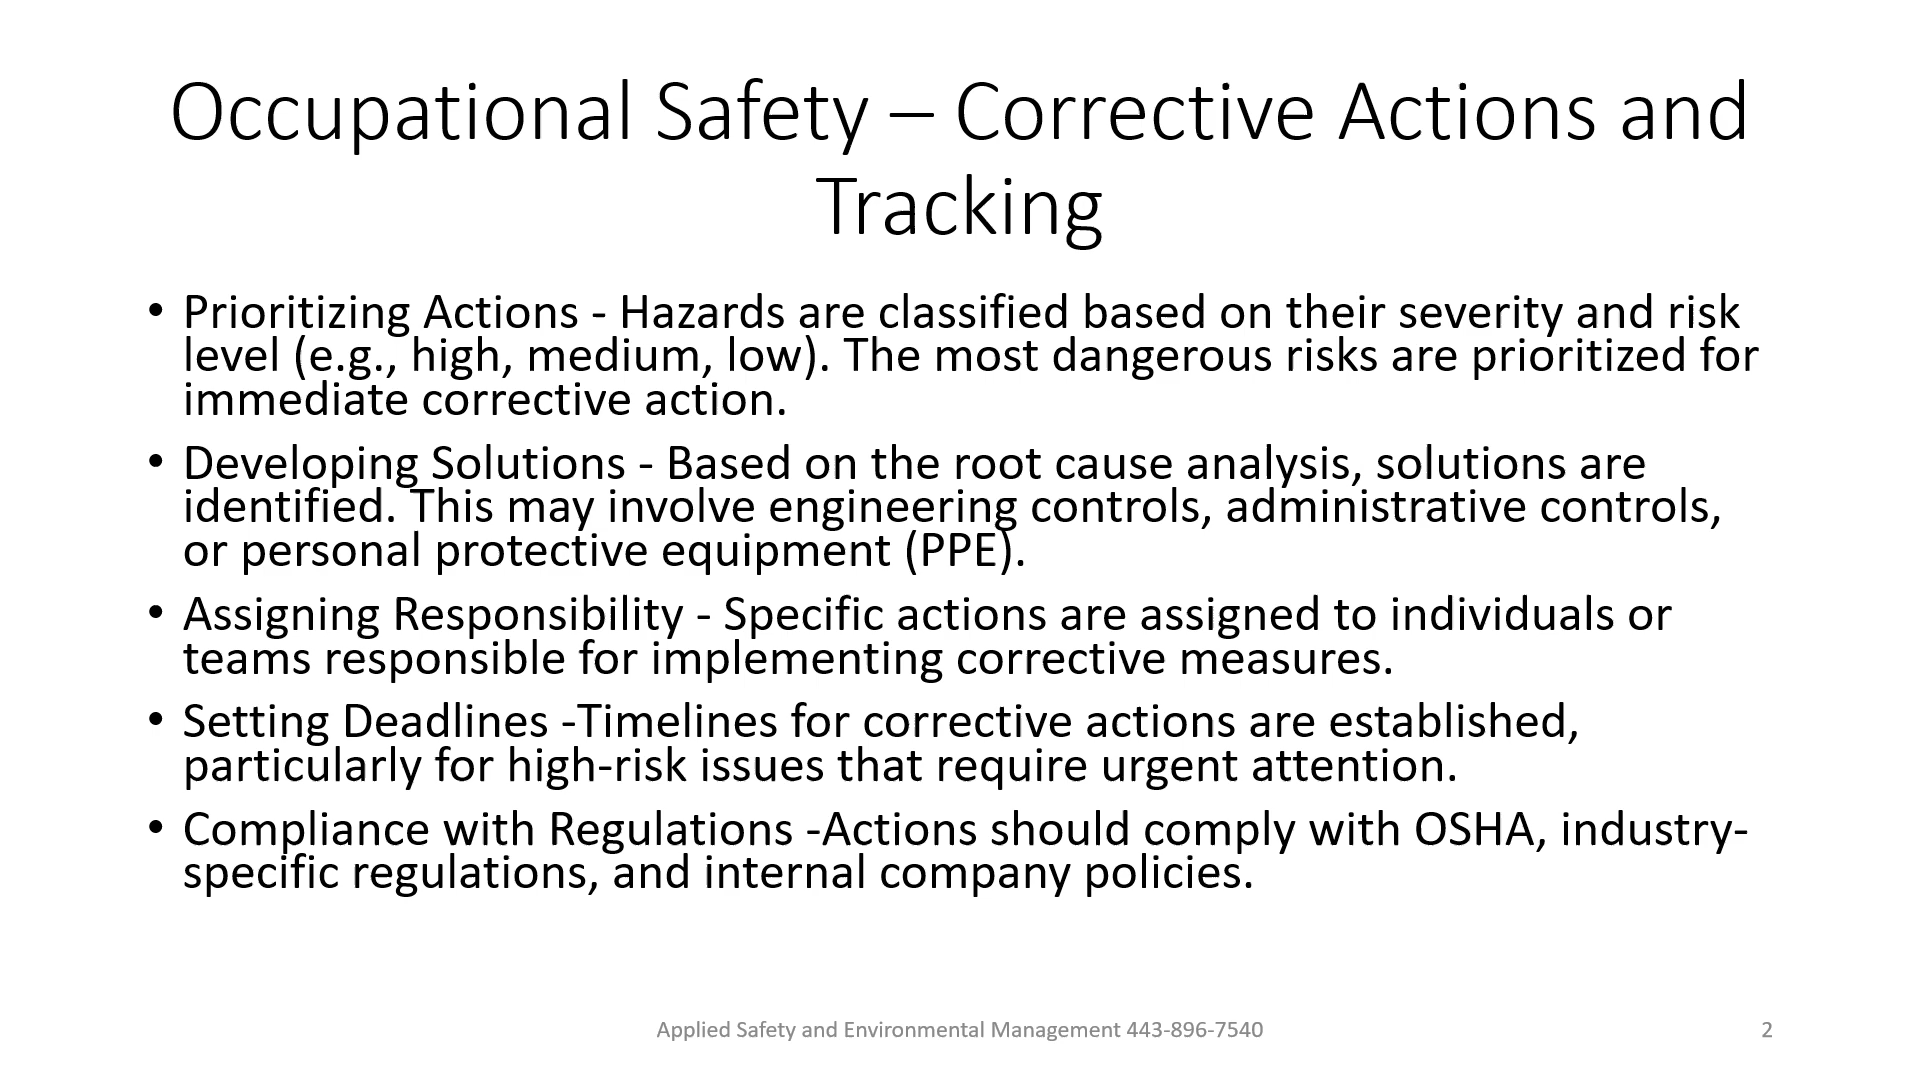 Occupational Safety – Corrective Actions and
Tracking
• Prioritizing Actions - Hazards are classified based on their severity and risk
level (e.g., high, medium, low). The most dangerous risks are prioritized for
immediate corrective action.
• Developing Solutions - Based on the root cause analysis, solutions are
identified. This may involve engineering controls, administrative controls,
or personal protective equipment (PPE).
• Assigning Responsibility - Specific actions are assigned to individuals or
teams responsible for implementing corrective measures.
• Setting Deadlines -Timelines for corrective actions are established,
particularly for high-risk issues that require urgent attention.
• Compliance with Regulations -Actions should comply with OSHA, industry-
specific regulations, and internal company policies.
Applied Safety and Environmental Management 443-896-7540
2